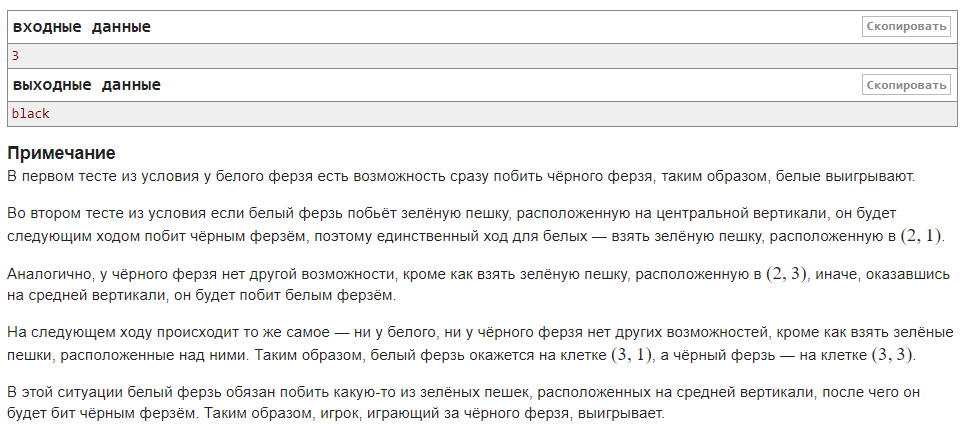 входные данные
Скопировать
3
выходные данные
Скопировать
black
Примечание
В первом тесте из условия у белого ферзя есть возможность сразу побить чёрного ферзя, таким образом, белые выигрывают.
Во втором тесте из условия если белый ферзь побьёт зелёную пешку, расположенную на центральной вертикали, он будет
следующим ходом побит чёрным ферзём, поэтому единственный ход для белых — взять зелёную пешку, расположенную в (2, 1).
Аналогично, у чёрного ферзя нет другой возможности, кроме как взять зелёную пешку, расположенную в (2, 3), иначе, оказавшись
на средней вертикали, он будет побит белым ферзём.
На следующем ходу происходит то же самое — ни у белого, ни у чёрного ферзя нет других возможностей, кроме как взять зелёные
пешки, расположенные над ними. Таким образом, белый ферзь окажется на клетке (3, 1), а чёрный ферзь — на клетке (3, 3).
В этой ситуации белый ферзь обязан побить какую-то из зелёных пешек, расположенных на средней вертикали, после чего он
будет бит чёрным ферзём. Таким образом, игрок, играющий за чёрного ферзя, выигрывает.